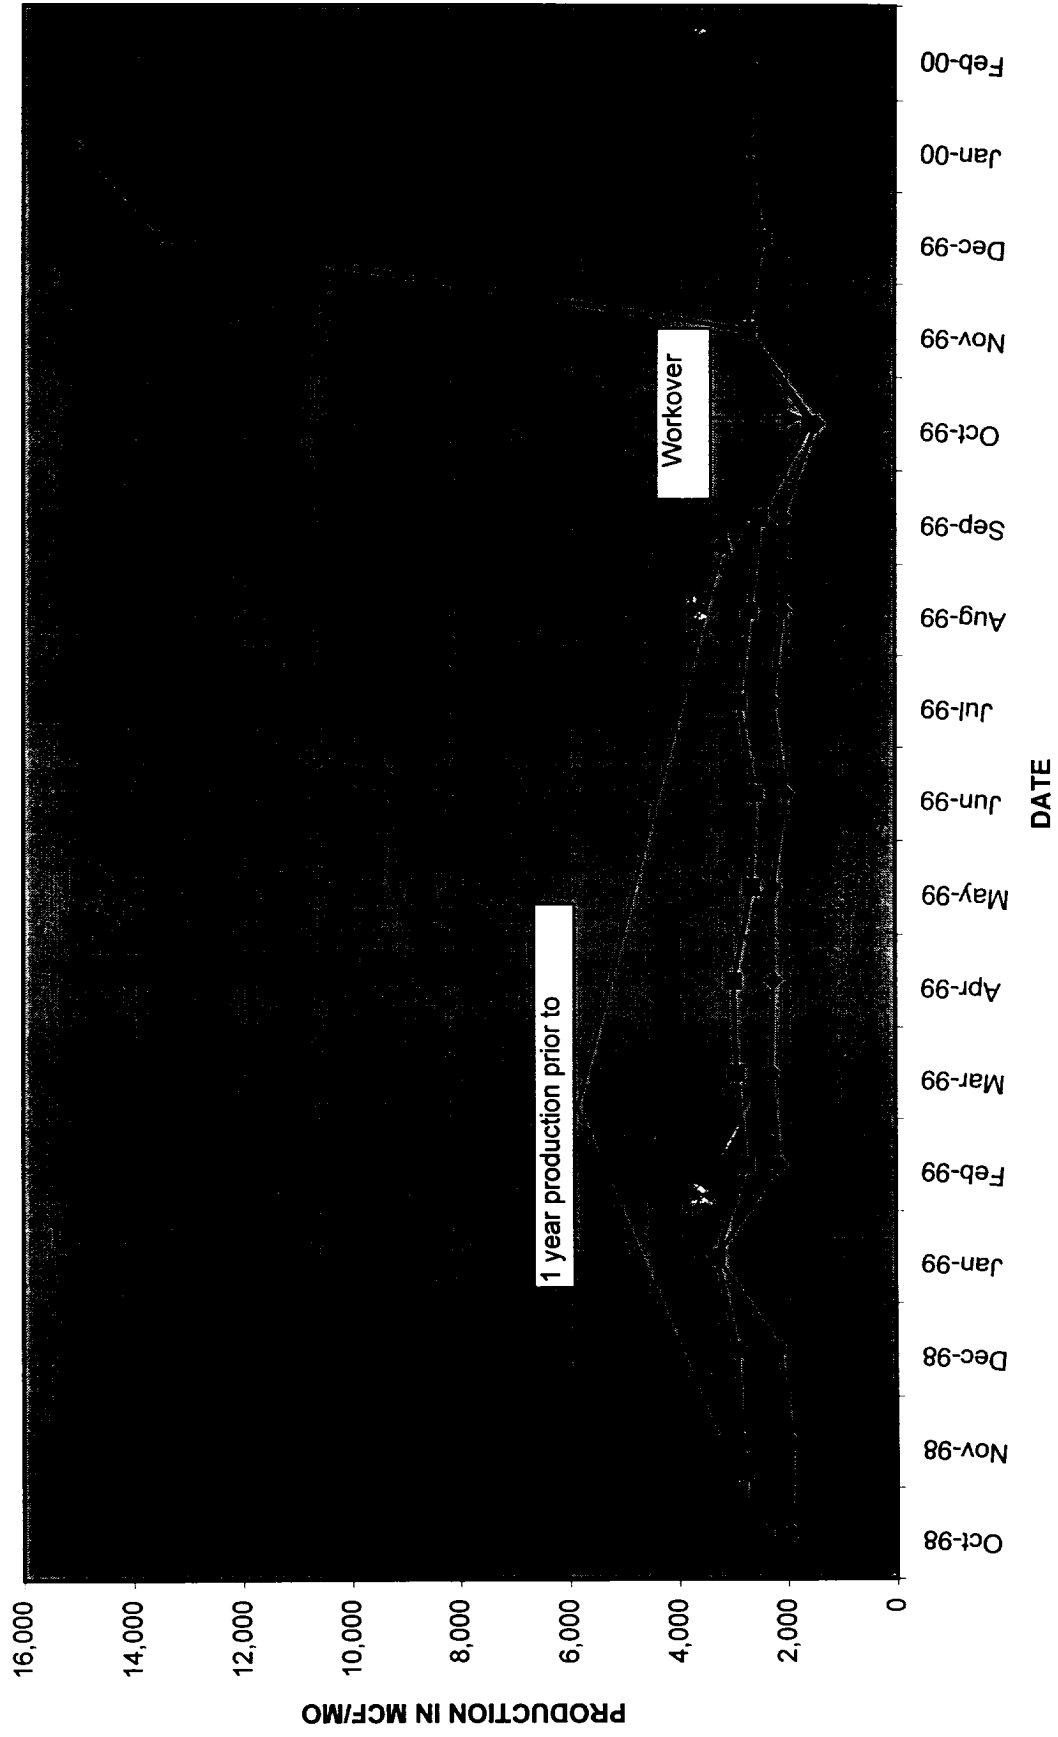 PRODUCTION IN MCF/MO
16,000
14,000
12,000
10,000
8,000
6,000
4,000
2,000
0
1 year production prior to
Workover
Oct-98
Nov-98
Dec-98
Jan-99
Feb-99
Mar-99
Apr-99
May-99
Jun-99
Jul-99
Aug-99
Sep-99
Oct-99
Nov-99
Dec-99
Jan-00
Feb-00
DATE